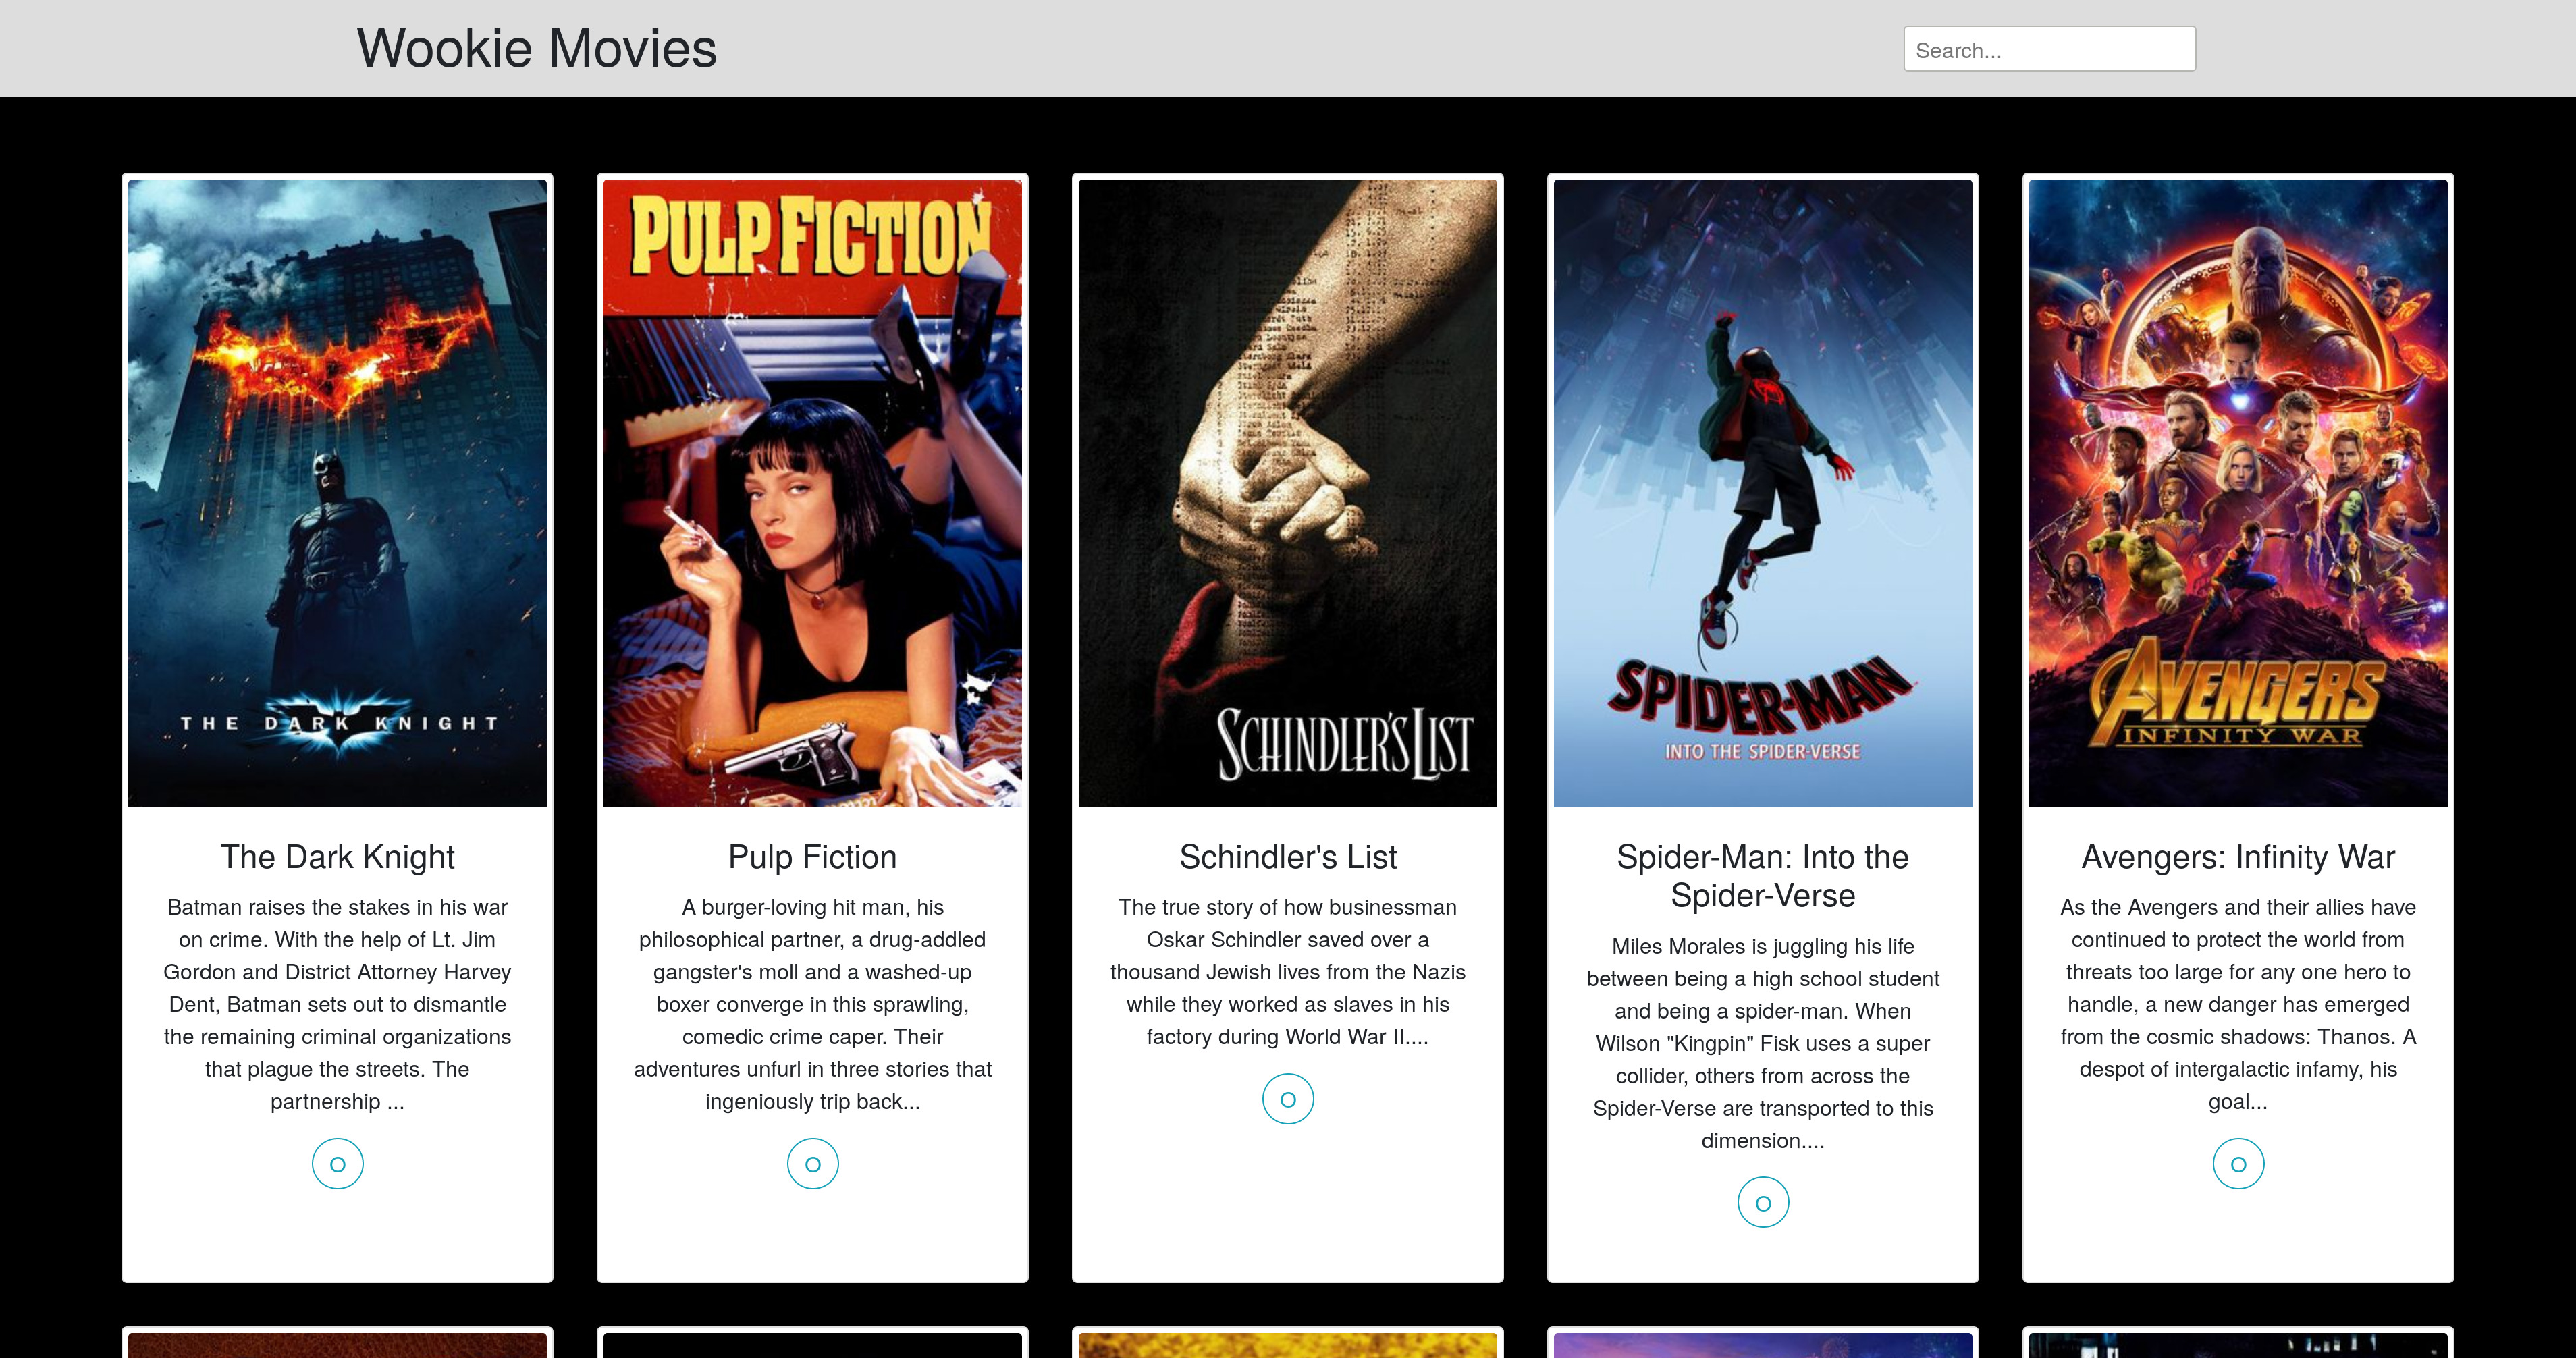 Wookie Movies
Search...
THE DARK KNIGHT
The Dark Knight
Batman raises the stakes in his war
on crime. With the help of Lt. Jim
Gordon and District Attorney Harvey
Dent, Batman sets out to dismantle
the remaining criminal organizations
that plague the streets. The
partnership ...
O
PULP FICTION
Pulp Fiction
A burger-loving hit man, his
philosophical partner, a drug-addled
gangster's moll and a washed-up
boxer converge in this sprawling,
comedic crime caper. Their
adventures unfurl in three stories that
ingeniously trip back...
O
SCHINDLER'S LIST
Schindler's List
The true story of how businessman
Oskar Schindler saved over a
thousand Jewish lives from the Nazis
while they worked as slaves in his
factory during World War II....
O
SPIDER-MAN
INTO THE SPIDER-VERSE
Spider-Man: Into the
Spider-Verse
Miles Morales is juggling his life
between being a high school student
and being a spider-man. When
Wilson "Kingpin" Fisk uses a super
collider, others from across the
Spider-Verse are transported to this
dimension....
O
AVENGERS
INFINITY WAR
Avengers: Infinity War
As the Avengers and their allies have
continued to protect the world from
threats too large for any one hero to
handle, a new danger has emerged
from the cosmic shadows: Thanos. A
despot of intergalactic infamy, his
goal...
O